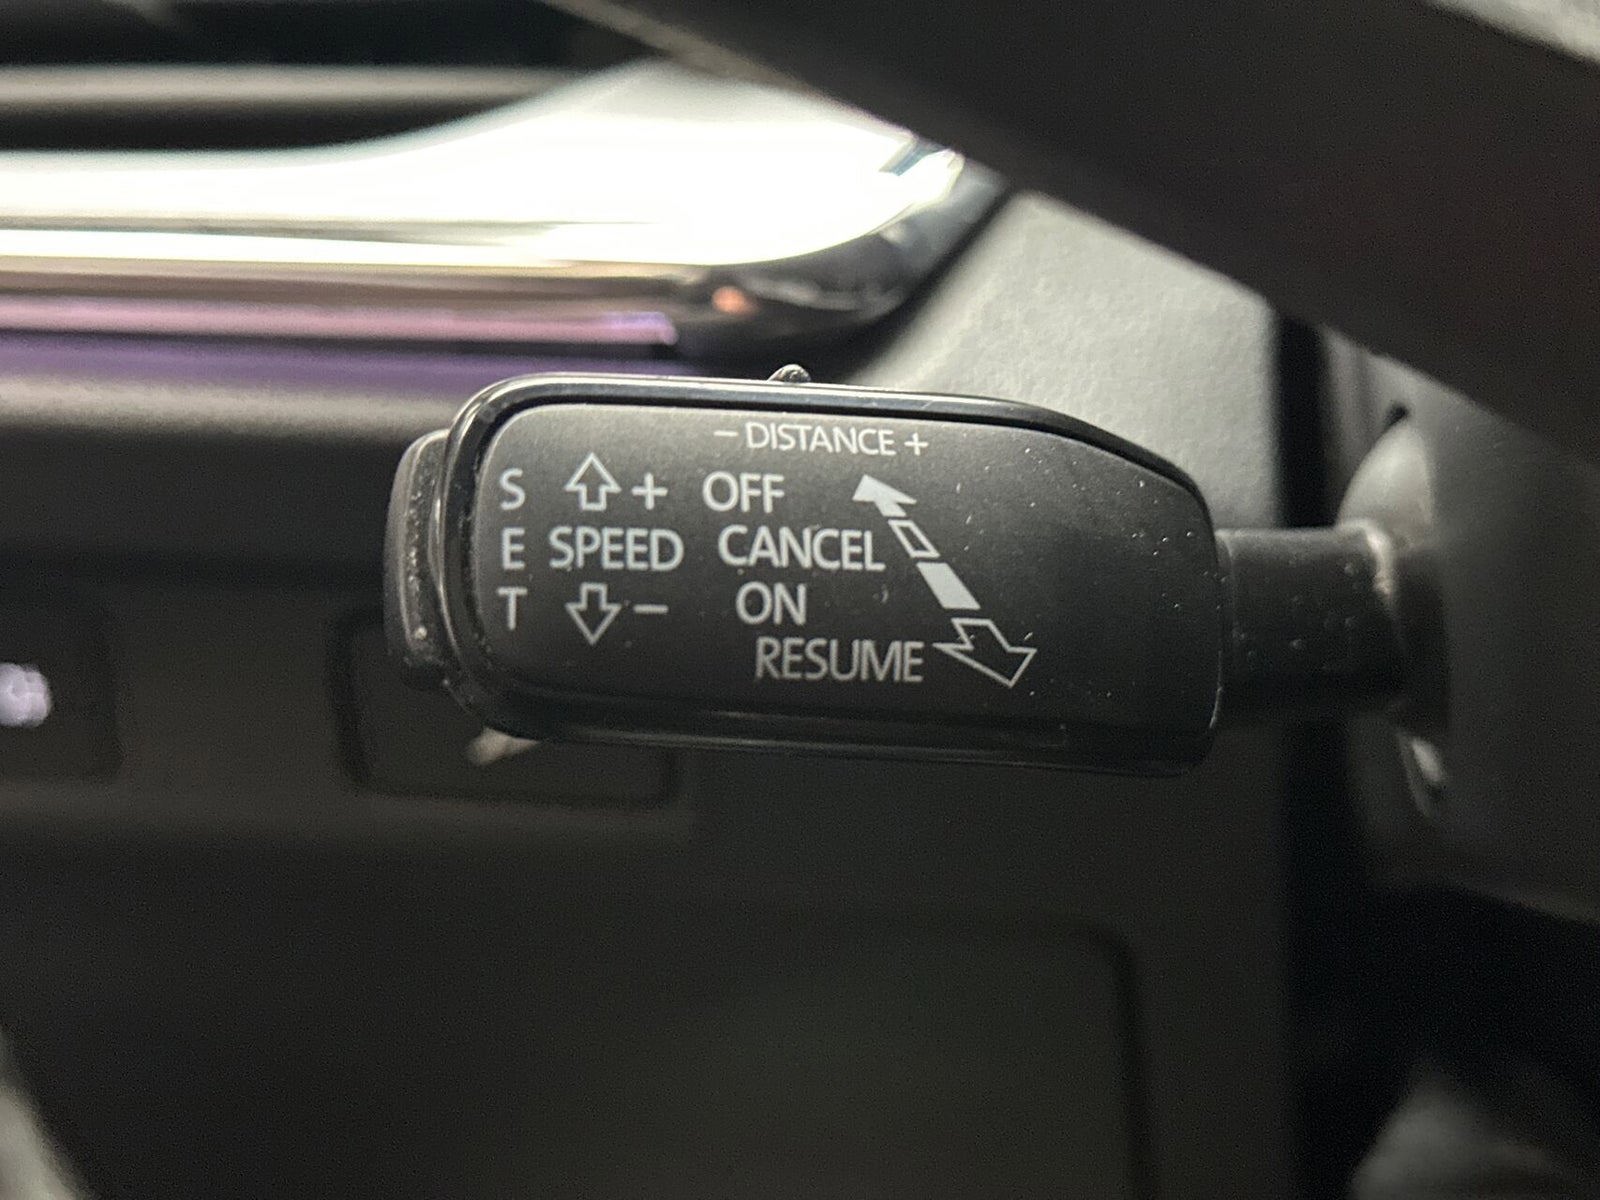 − DISTANCE +
S + OFF
E SPEED CANCEL
T − ON
RESUME